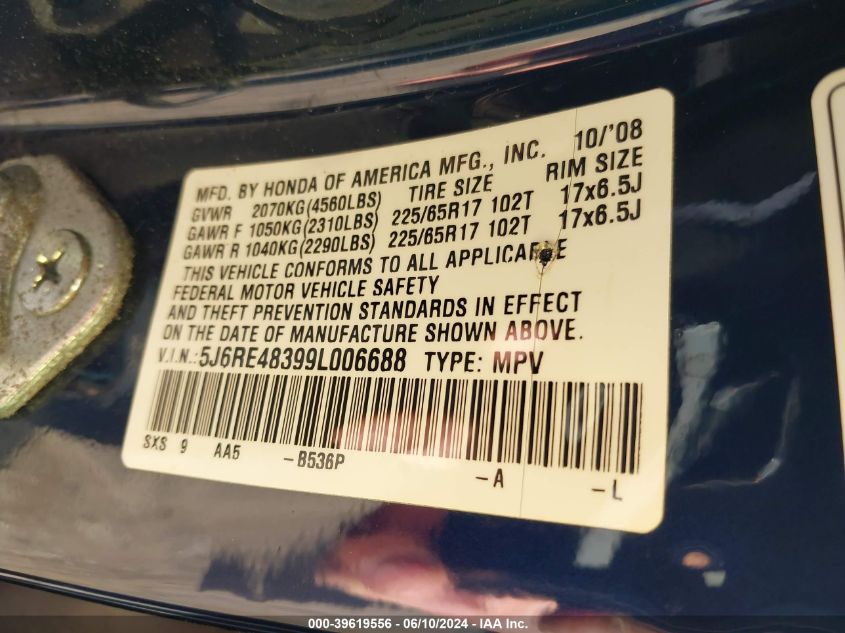 MFD. BY HONDA OF AMERICA MFG., INC. 10/'08
GVWR 2070KG(4560LBS) TIRE SIZE RIM SIZE
GAWR F 1050KG(2310LBS) 225/65R17 102T 17x6.5J
GAWR R 1040KG(2290LBS) 225/65R17 102T 17x6.5J
THIS VEHICLE CONFORMS TO ALL APPLICABLE
FEDERAL MOTOR VEHICLE SAFETY
AND THEFT PREVENTION STANDARDS IN EFFECT
ON THE DATE OF MANUFACTURE SHOWN ABOVE.
V.I.N.: 5J6RE48399L006688 TYPE: MPV
SXS 9 AA5 -B536P -A -L
000-39619556 - 06/10/2024 - IAA Inc.